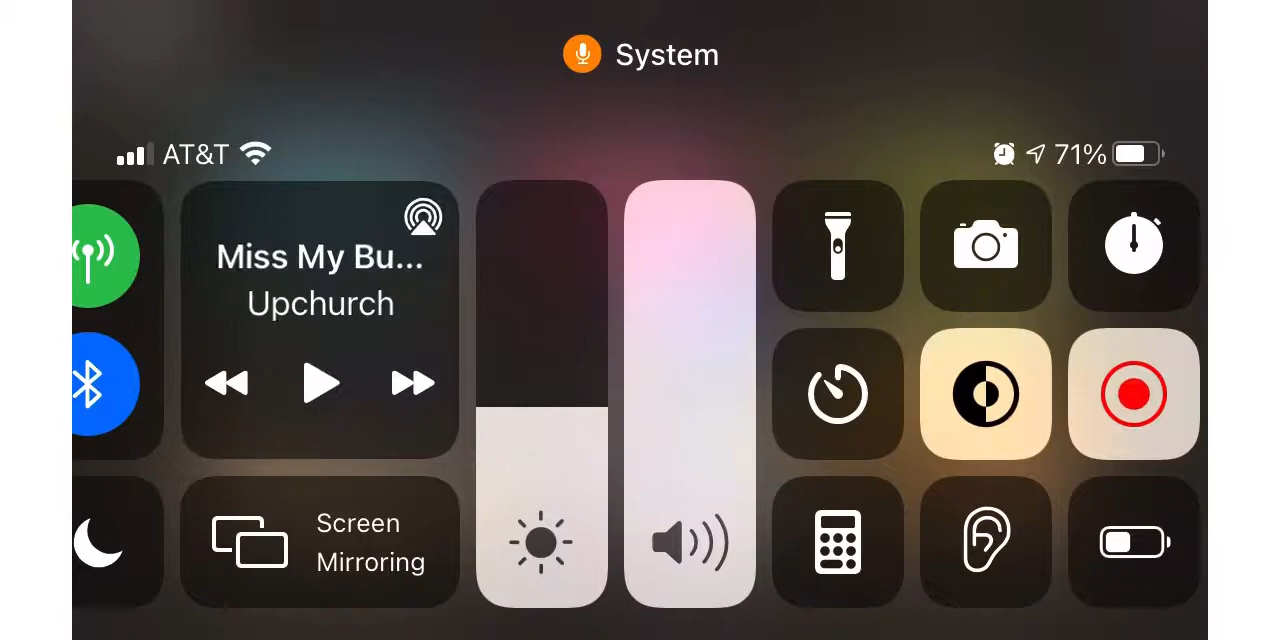 System
AT&T
71%
Miss My Bu...
Upchurch
Screen
Mirroring